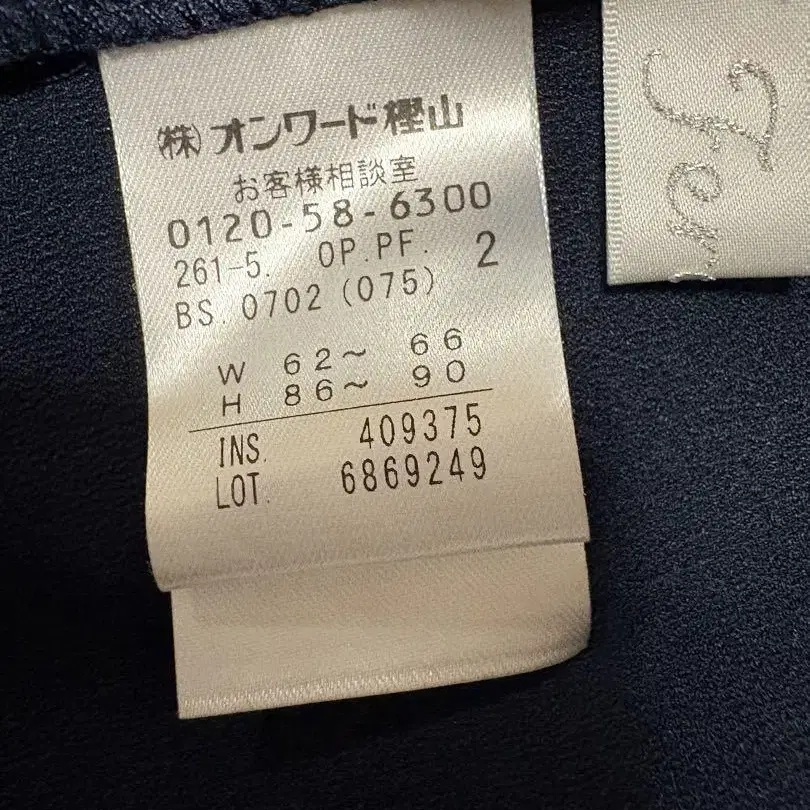 (株)オンワード樫山
お客様相談室
0120-58-6300
261-5. OP.PF. 2
BS.0702(075)
W 62〜 66
H 86〜 90
INS. 409375
LOT. 6869249